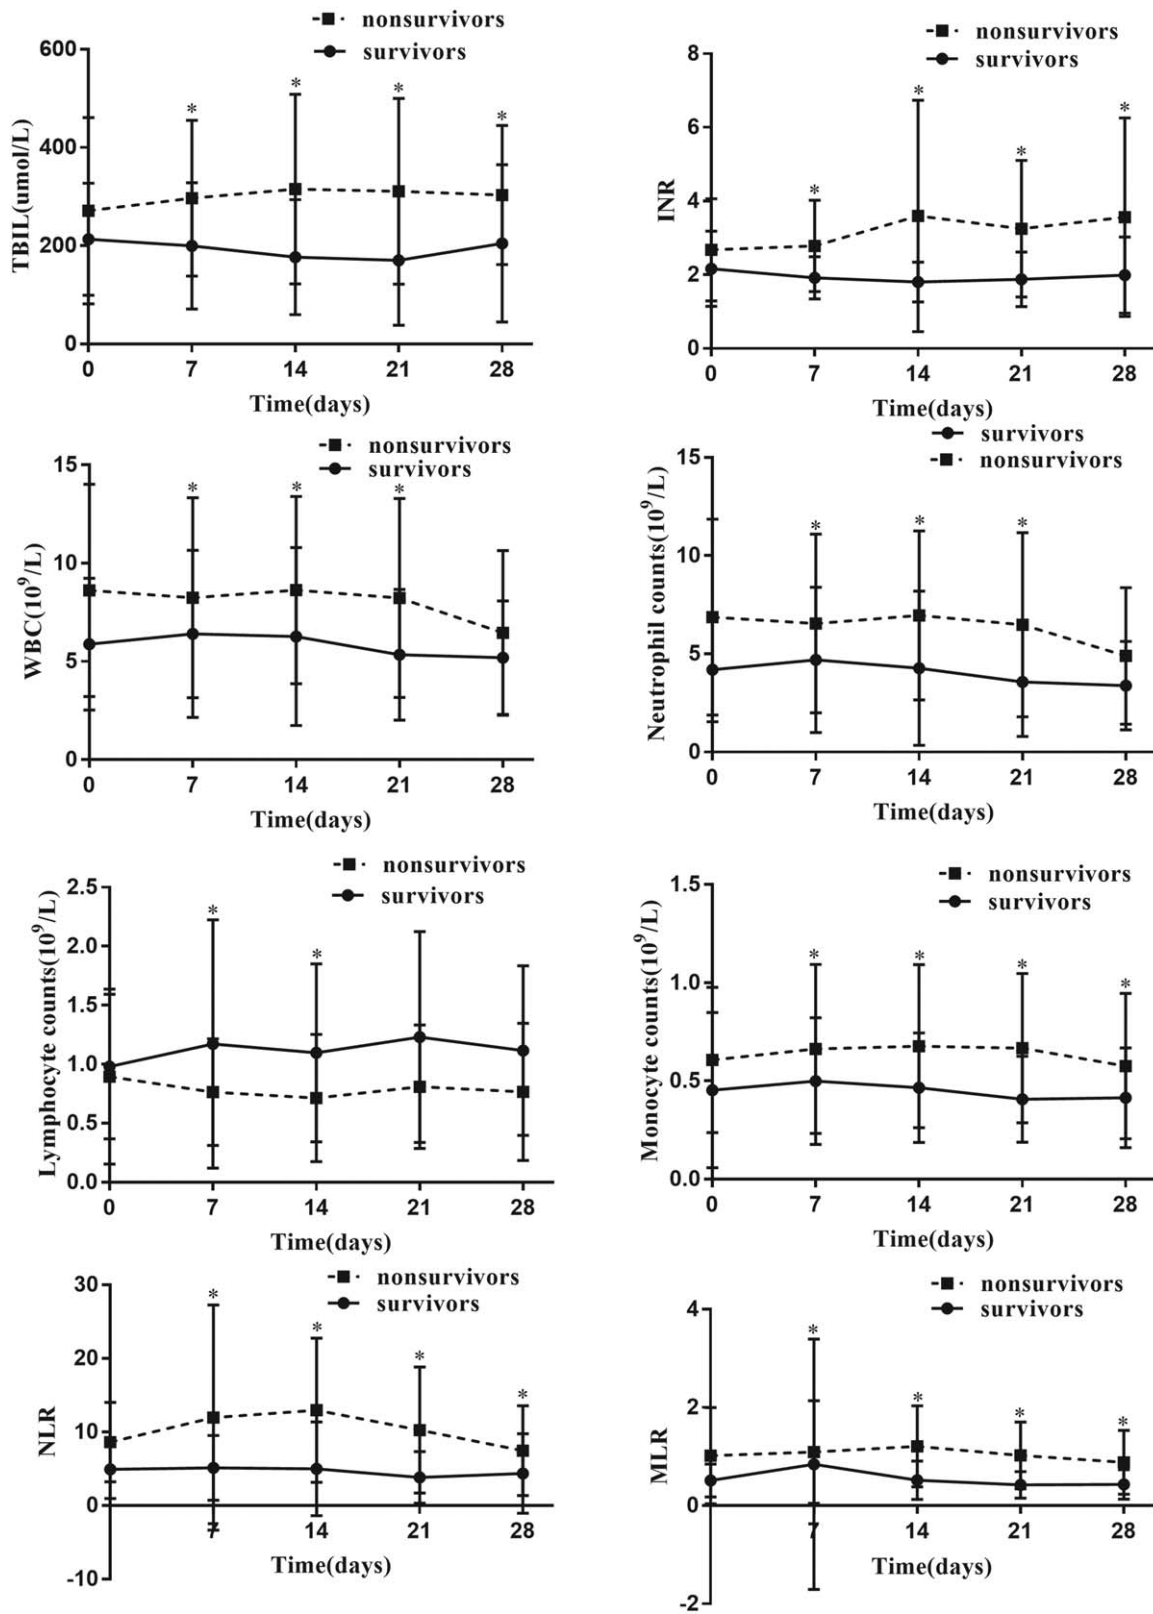 nonsurvivors
survivors
600
400
200
0
TBIL(umol/L)
*
*
*
*
0 7 14 21 28
Time(days)
nonsurvivors
survivors
8
6
4
2
0
INR
*
*
*
*
0 7 14 21 28
Time(days)
nonsurvivors
survivors
15
10
5
0
WBC(10⁹/L)
*
*
*
0 7 14 21 28
Time(days)
survivors
nonsurvivors
15
10
5
0
Neutrophil counts(10⁹/L)
*
*
*
0 7 14 21 28
Time(days)
nonsurvivors
survivors
2.5
2.0
1.5
1.0
0.5
0.0
Lymphocyte counts(10⁹/L)
*
*
0 7 14 21 28
Time(days)
nonsurvivors
survivors
1.5
1.0
0.5
0.0
Monocyte counts(10⁹/L)
*
*
*
*
0 7 14 21 28
Time(days)
nonsurvivors
survivors
30
20
10
0
-10
NLR
*
*
*
*
7 14 21 28
Time(days)
nonsurvivors
survivors
4
2
0
-2
MLR
*
*
*
*
7 14 21 28
Time(days)